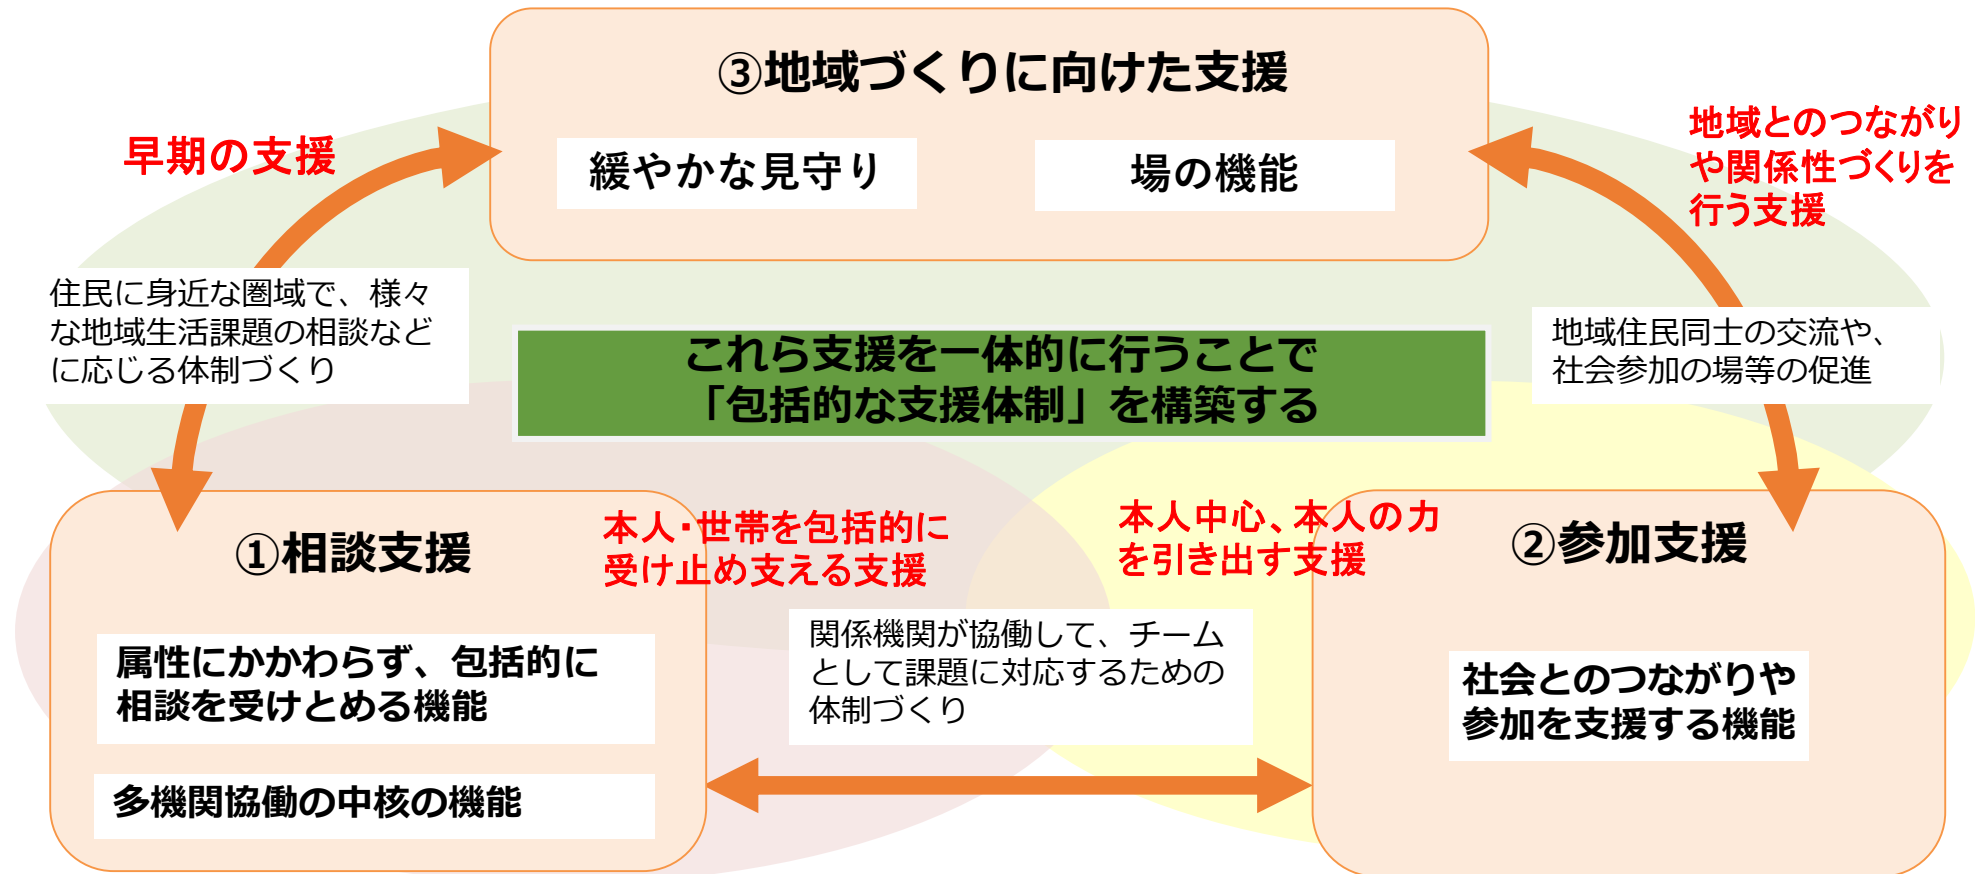 ③地域づくりに向けた支援
緩やかな見守り
場の機能
早期の支援
地域とのつながり
や関係性づくりを
行う支援
住民に身近な圏域で、様々
な地域生活課題の相談など
に応じる体制づくり
これら支援を一体的に行うことで
「包括的な支援体制」を構築する
地域住民同士の交流や、
社会参加の場等の促進
①相談支援
属性にかかわらず、包括的に
相談を受けとめる機能
多機関協働の中核の機能
本人・世帯を包括的に
受け止め支える支援
本人中心、本人の力
を引き出す支援
関係機関が協働して、チーム
として課題に対応するための
体制づくり
②参加支援
社会とのつながりや
参加を支援する機能